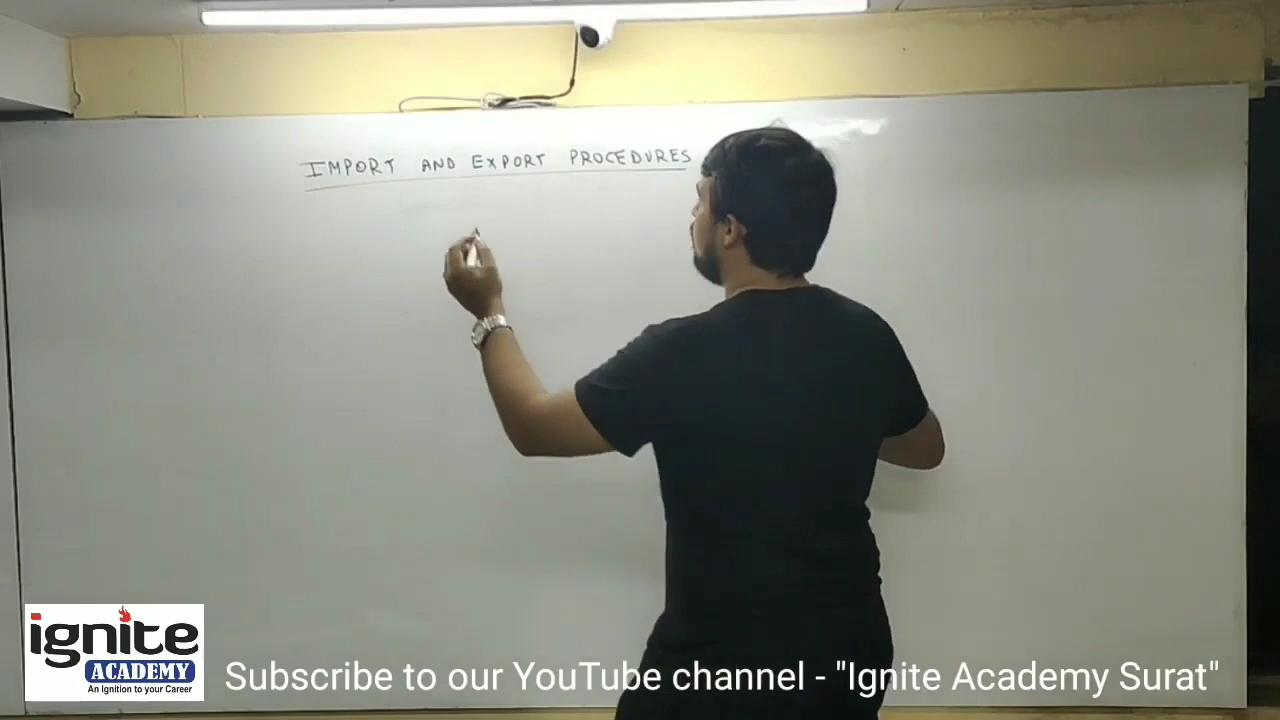 IMPORT AND EXPORT PROCEDURES
ignite
ACADEMY
An Ignition to your Career
Subscribe to our YouTube channel - "Ignite Academy Surat"